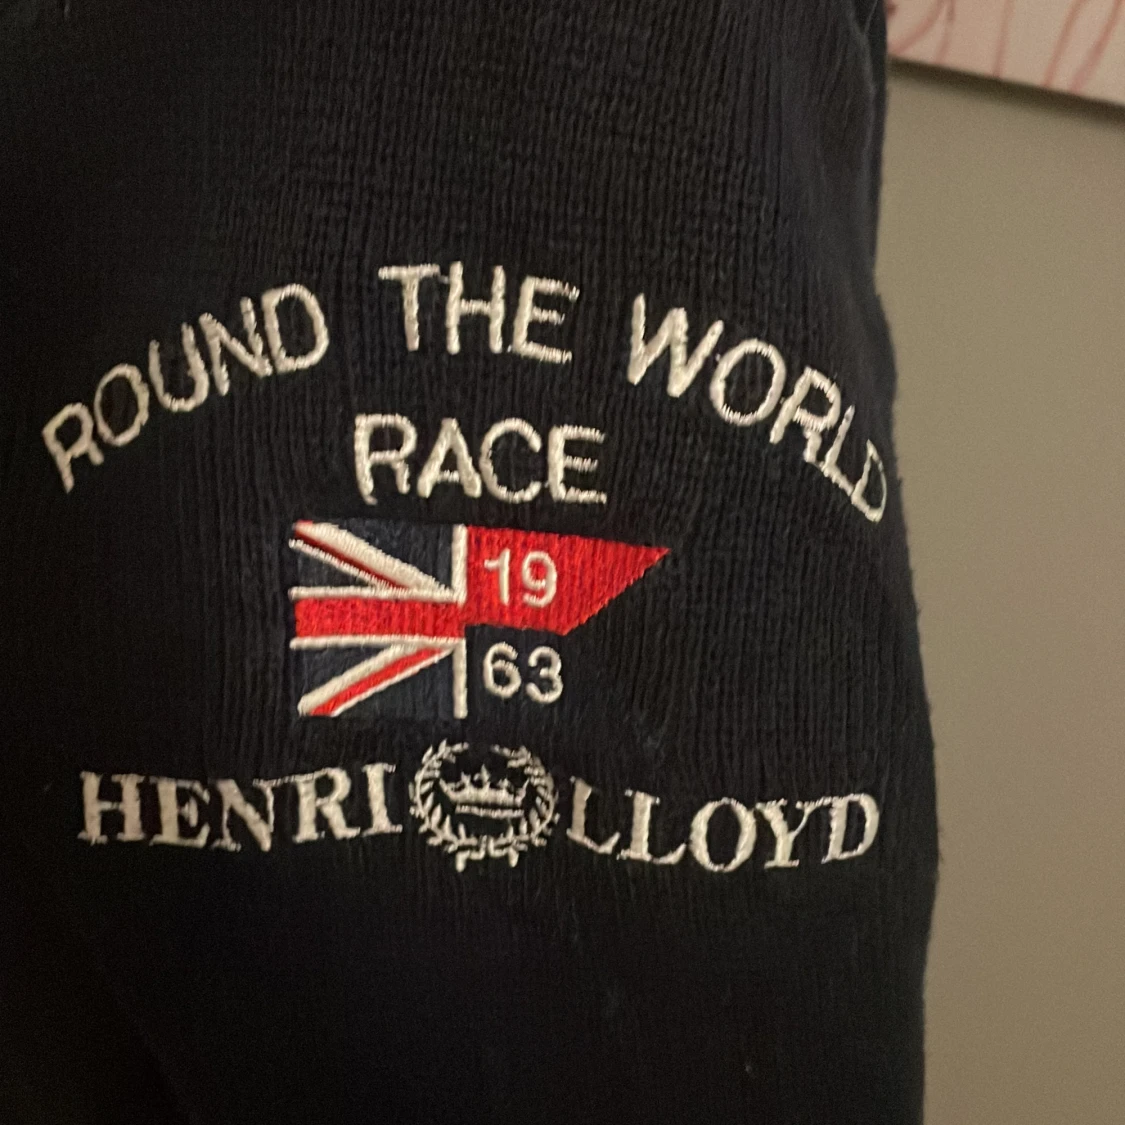 ROUND THE WORLD
RACE
19
63
HENRI LLOYD